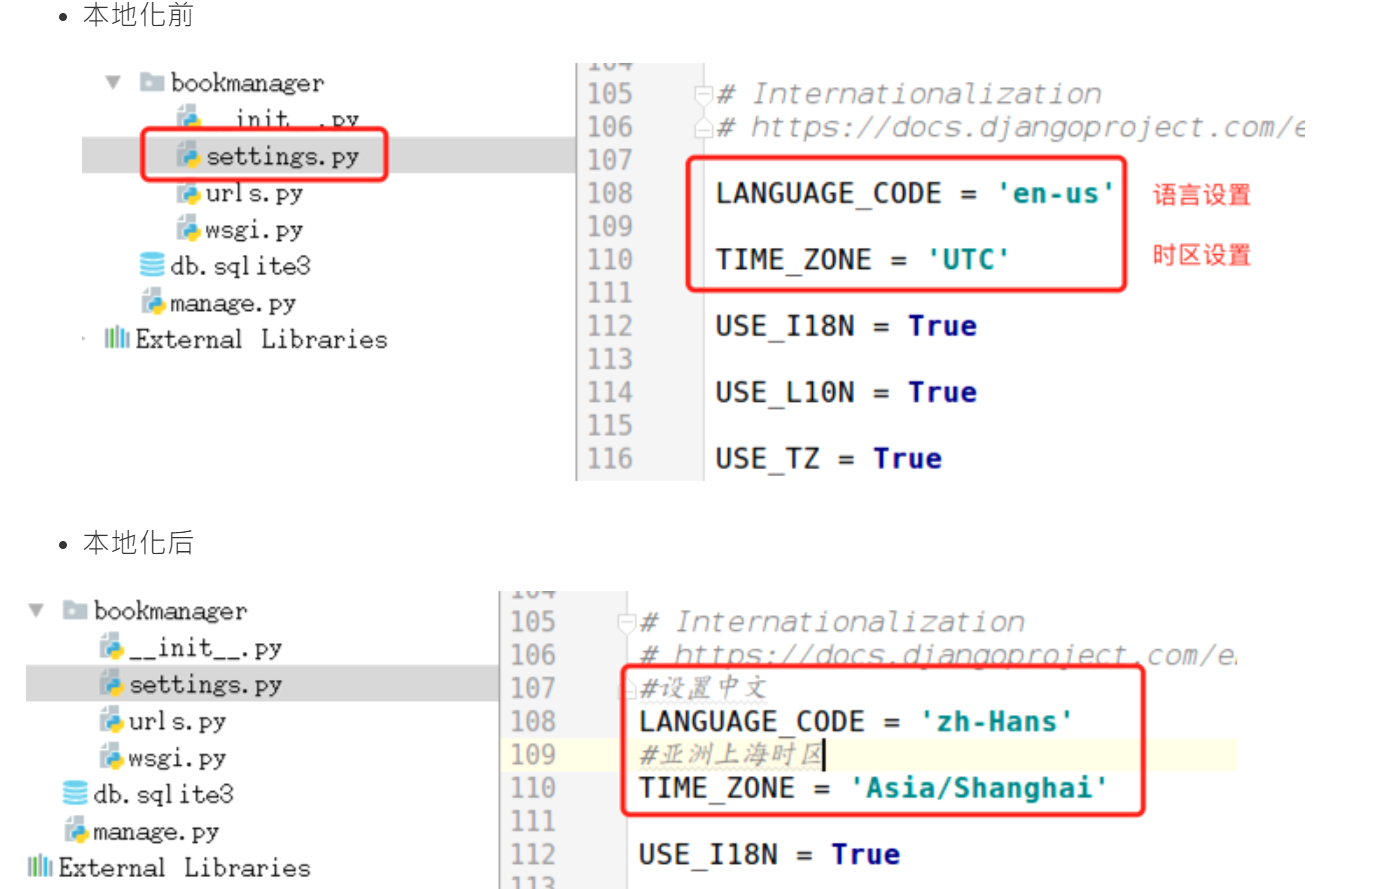 本地化前
bookmanager
__init__.py
settings.py
urls.py
wsgi.py
db.sqlite3
manage.py
External Libraries
104
105 # Internationalization
106 # https://docs.djangoproject.com/e
107
108 LANGUAGE_CODE = 'en-us' 语言设置
109
110 TIME_ZONE = 'UTC' 时区设置
111
112 USE_I18N = True
113
114 USE_L10N = True
115
116 USE_TZ = True
本地化后
bookmanager
__init__.py
settings.py
urls.py
wsgi.py
db.sqlite3
manage.py
External Libraries
104
105 # Internationalization
106 # https://docs.djangoproject.com/e
107 #设置中文
108 LANGUAGE_CODE = 'zh-Hans'
109 #亚洲上海时区
110 TIME_ZONE = 'Asia/Shanghai'
111
112 USE_I18N = True
113